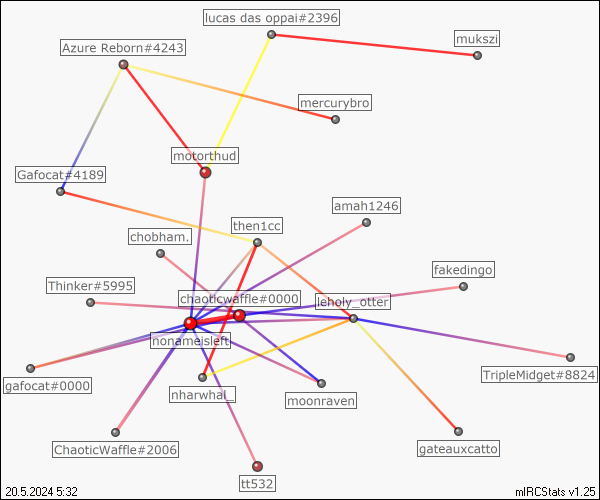 lucas das oppai#2396
mukszi
Azure Reborn#4243
mercurybro
motorthud
Gafocat#4189
amah1246
then1cc
chobham.
fakedingo
Thinker#5995
chaoticwaffle#0000
leholy_otter
nonameisleft
TripleMidget#8824
gafocat#0000
nharwhal_
moonraven
ChaoticWaffle#2006
gateauxcatto
tt532
20.5.2024 5:32
mIRCStats v1.25